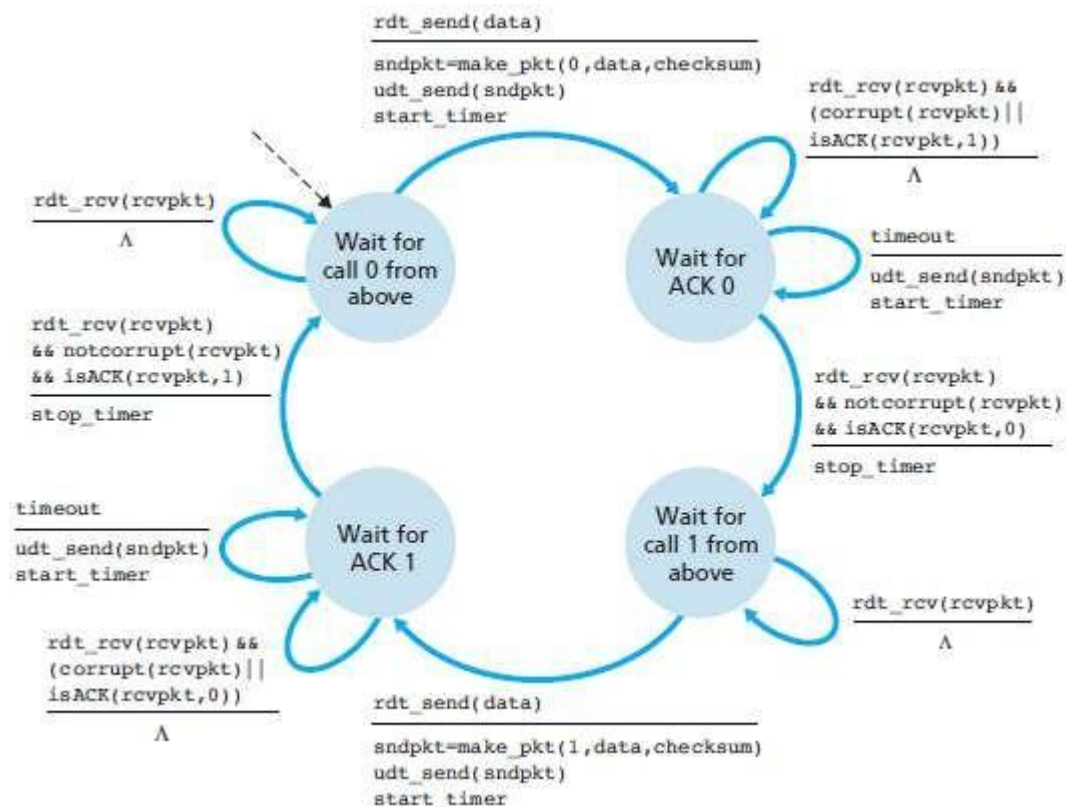 rdt_send(data)
sndpkt=make_pkt(0,data,checksum)
udt_send(sndpkt)
start_timer
rdt_rcv(rcvpkt) &&
(corrupt(rcvpkt)||
isACK(rcvpkt,1))
Λ
rdt_rcv(rcvpkt)
Λ
Wait for
call 0 from
above
Wait for
ACK 0
timeout
udt_send(sndpkt)
start_timer
rdt_rcv(rcvpkt)
&& notcorrupt(rcvpkt)
&& isACK(rcvpkt,1)
stop_timer
rdt_rcv(rcvpkt)
&& notcorrupt(rcvpkt)
&& isACK(rcvpkt,0)
stop_timer
timeout
udt_send(sndpkt)
start_timer
Wait for
ACK 1
Wait for
call 1 from
above
rdt_rcv(rcvpkt)
Λ
rdt_rcv(rcvpkt) &&
(corrupt(rcvpkt)||
isACK(rcvpkt,0))
Λ
rdt_send(data)
sndpkt=make_pkt(1,data,checksum)
udt_send(sndpkt)
start_timer